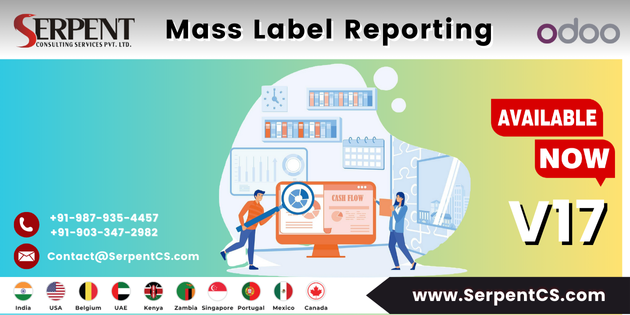 SERPENT
CONSULTING SERVICES PVT. LTD.
Mass Label Reporting
odoo
AVAILABLE
NOW
V17
CASH FLOW
+91-987-935-4457
+91-903-347-2982
Contact@SerpentCS.com
India USA Belgium UAE Kenya Zambia Singapore Portugal Mexico Canada
www.SerpentCS.com